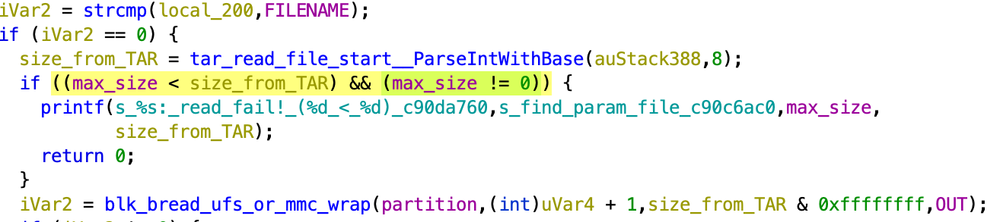 iVar2 = strcmp(local_200,FILENAME);
if (iVar2 == 0) {
size_from_TAR = tar_read_file_start__ParseIntWithBase(auStack388,8);
if ((max_size < size_from_TAR) && (max_size != 0)) {
printf(s_%s:_read_fail!_(%d_<_%d)_c90da760,s_find_param_file_c90c6ac0,max_size,
size_from_TAR);
return 0;
}
iVar2 = blk_bread_ufs_or_mmc_wrap(partition,(int)uVar4 + 1,size_from_TAR & 0xffffffff,OUT);